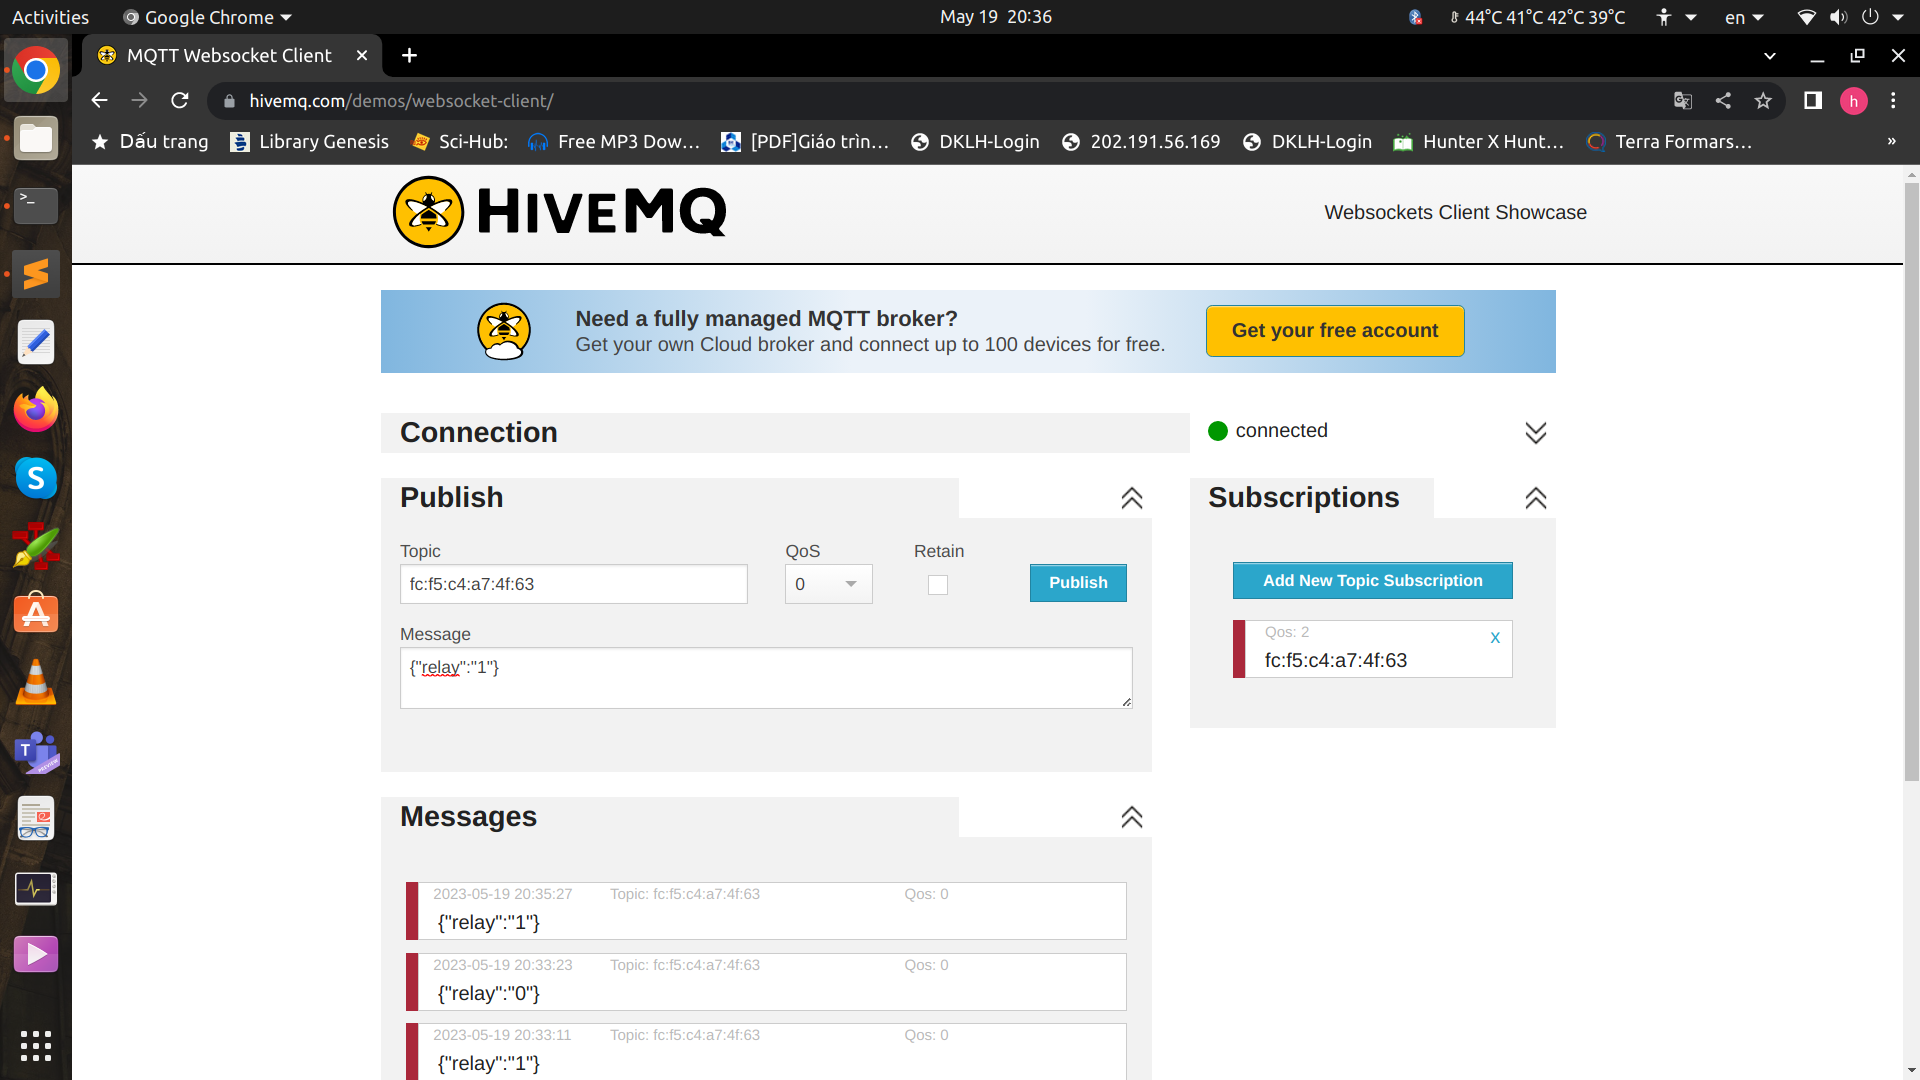 Activities
Google Chrome
May 19 20:36
44°C 41°C 42°C 39°C
en
MQTT Websocket Client
hivemq.com/demos/websocket-client/
h
Dấu trang
Library Genesis
Sci-Hub:
Free MP3 Dow...
[PDF]Giáo trìn...
DKLH-Login
202.191.56.169
DKLH-Login
Hunter X Hunt...
Terra Formars...
»
HIVEMQ
Websockets Client Showcase
Need a fully managed MQTT broker?
Get your own Cloud broker and connect up to 100 devices for free.
Get your free account
Connection
connected
Publish
Topic
QoS
Retain
fc:f5:c4:a7:4f:63
0
Publish
Message
{"relay":"1"}
Subscriptions
Add New Topic Subscription
Qos: 2
x
fc:f5:c4:a7:4f:63
Messages
2023-05-19 20:35:27 Topic: fc:f5:c4:a7:4f:63 Qos: 0
{"relay":"1"}
2023-05-19 20:33:23 Topic: fc:f5:c4:a7:4f:63 Qos: 0
{"relay":"0"}
2023-05-19 20:33:11 Topic: fc:f5:c4:a7:4f:63 Qos: 0
{"relay":"1"}